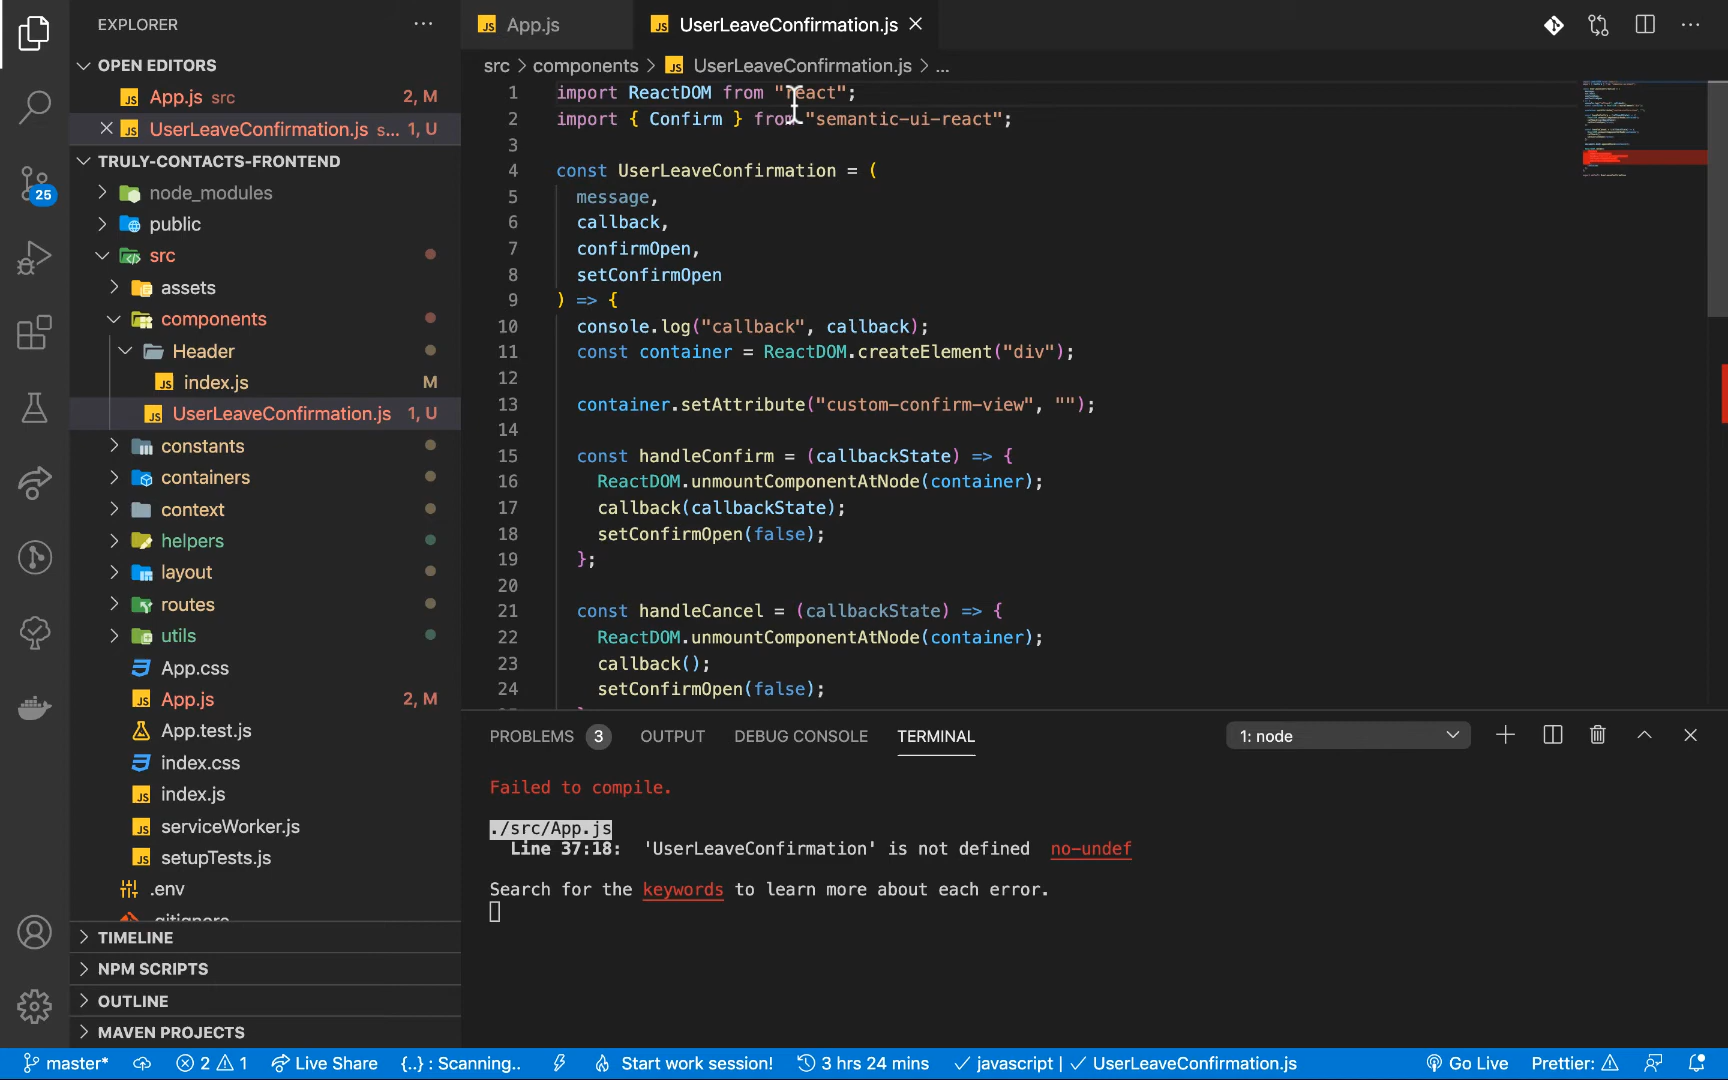 EXPLORER
...
OPEN EDITORS
App.js src 2, M
UserLeaveConfirmation.js s... 1, U
TRULY-CONTACTS-FRONTEND
node_modules
public
src
assets
components
Header
index.js M
UserLeaveConfirmation.js 1, U
constants
containers
context
helpers
layout
routes
utils
App.css
App.js 2, M
App.test.js
index.css
index.js
serviceWorker.js
setupTests.js
.env
.gitignore
TIMELINE
NPM SCRIPTS
OUTLINE
MAVEN PROJECTS
25
App.js
UserLeaveConfirmation.js
src > components > UserLeaveConfirmation.js > ...
1 import ReactDOM from "react";
2 import { Confirm } from "semantic-ui-react";
3
4 const UserLeaveConfirmation = (
5 message,
6 callback,
7 confirmOpen,
8 setConfirmOpen
9 ) => {
10 console.log("callback", callback);
11 const container = ReactDOM.createElement("div");
12
13 container.setAttribute("custom-confirm-view", "");
14
15 const handleConfirm = (callbackState) => {
16 ReactDOM.unmountComponentAtNode(container);
17 callback(callbackState);
18 setConfirmOpen(false);
19 };
20
21 const handleCancel = (callbackState) => {
22 ReactDOM.unmountComponentAtNode(container);
23 callback();
24 setConfirmOpen(false);
PROBLEMS 3 OUTPUT DEBUG CONSOLE TERMINAL 1: node
Failed to compile.
./src/App.js
Line 37:18: 'UserLeaveConfirmation' is not defined no-undef
Search for the keywords to learn more about each error.
master* 2 1 Live Share {..} : Scanning.. Start work session! 3 hrs 24 mins javascript | UserLeaveConfirmation.js Go Live Prettier: